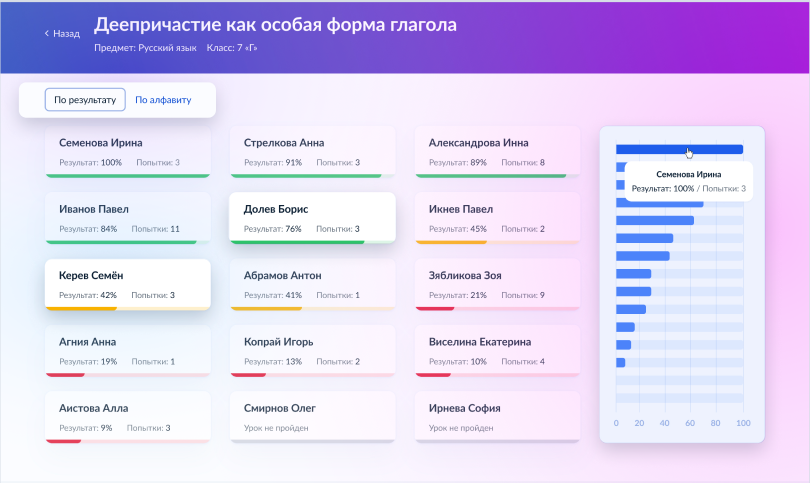 Назад
Деепричастие как особая форма глагола
Предмет: Русский язык Класс: 7 «Г»
По результату
По алфавиту
Семенова Ирина
Результат: 100% Попытки: 3
Стрелкова Анна
Результат: 91% Попытки: 3
Александрова Инна
Результат: 89% Попытки: 8
Иванов Павел
Результат: 84% Попытки: 11
Долев Борис
Результат: 76% Попытки: 3
Икнев Павел
Результат: 45% Попытки: 2
Керев Семён
Результат: 42% Попытки: 3
Абрамов Антон
Результат: 41% Попытки: 1
Зябликова Зоя
Результат: 21% Попытки: 9
Агния Анна
Результат: 19% Попытки: 1
Копрай Игорь
Результат: 13% Попытки: 2
Виселина Екатерина
Результат: 10% Попытки: 4
Аистова Алла
Результат: 9% Попытки: 3
Смирнов Олег
Урок не пройден
Ирнева София
Урок не пройден
Семенова Ирина
Результат: 100% / Попытки: 3
0 20 40 60 80 100